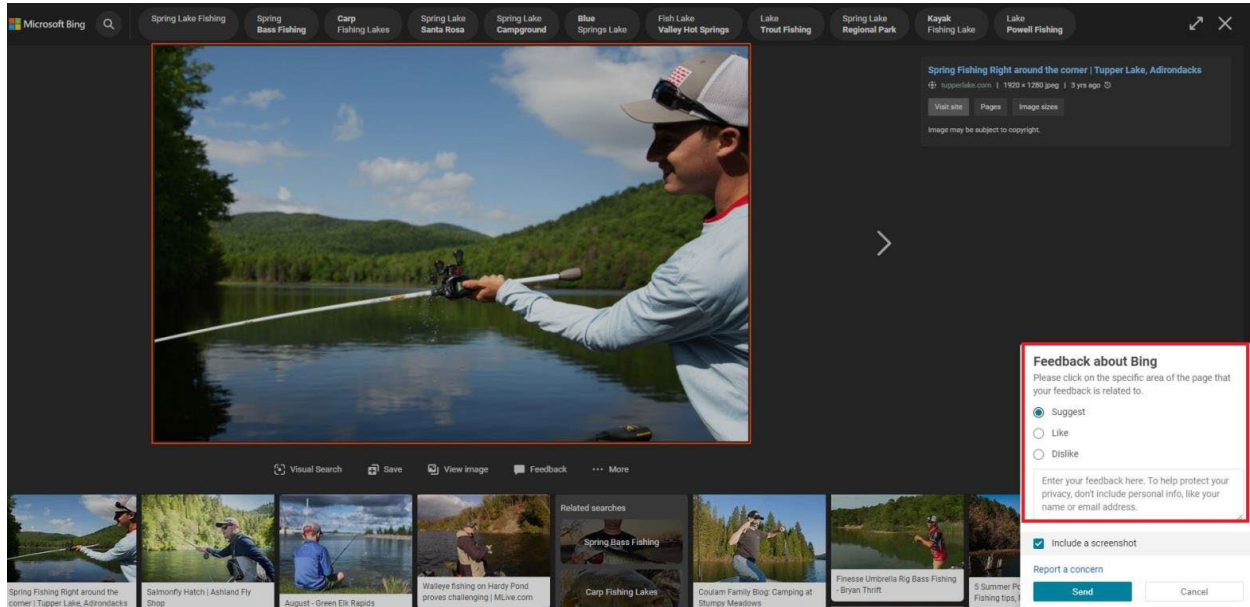 Microsoft Bing
Spring Lake Fishing
Spring
Bass Fishing
Carp
Fishing Lakes
Spring Lake
Santa Rosa
Spring Lake
Campground
Blue
Springs Lake
Fish Lake
Valley Hot Springs
Lake
Trout Fishing
Spring Lake
Regional Park
Kayak
Fishing Lake
Lake
Powell Fishing
Spring Fishing Right around the corner | Tupper Lake, Adirondacks
tupperlake.com | 1920 × 1280 jpeg | 3 yrs ago
Visit site
Pages
Image sizes
Image may be subject to copyright.
Visual Search
Save
View image
Feedback
··· More
Feedback about Bing
Please click on the specific area of the page that
your feedback is related to.
Suggest
Like
Dislike
Enter your feedback here. To help protect your
privacy, don't include personal info, like your
name or email address.
Include a screenshot
Report a concern
Send
Cancel
Spring Fishing Right around the
corner | Tupper Lake, Adirondacks
Salmonfly Hatch | Ashland Fly
Shop
August - Green Elk Rapids
Walleye fishing on Hardy Pond
proves challenging | MLive.com
Related searches
Spring Bass Fishing
Carp Fishing Lakes
Coulam Family Blog: Camping at
Stumpy Meadows
Finesse Umbrella Rig Bass Fishing
- Bryan Thrift
5 Summer
Fishing tips,